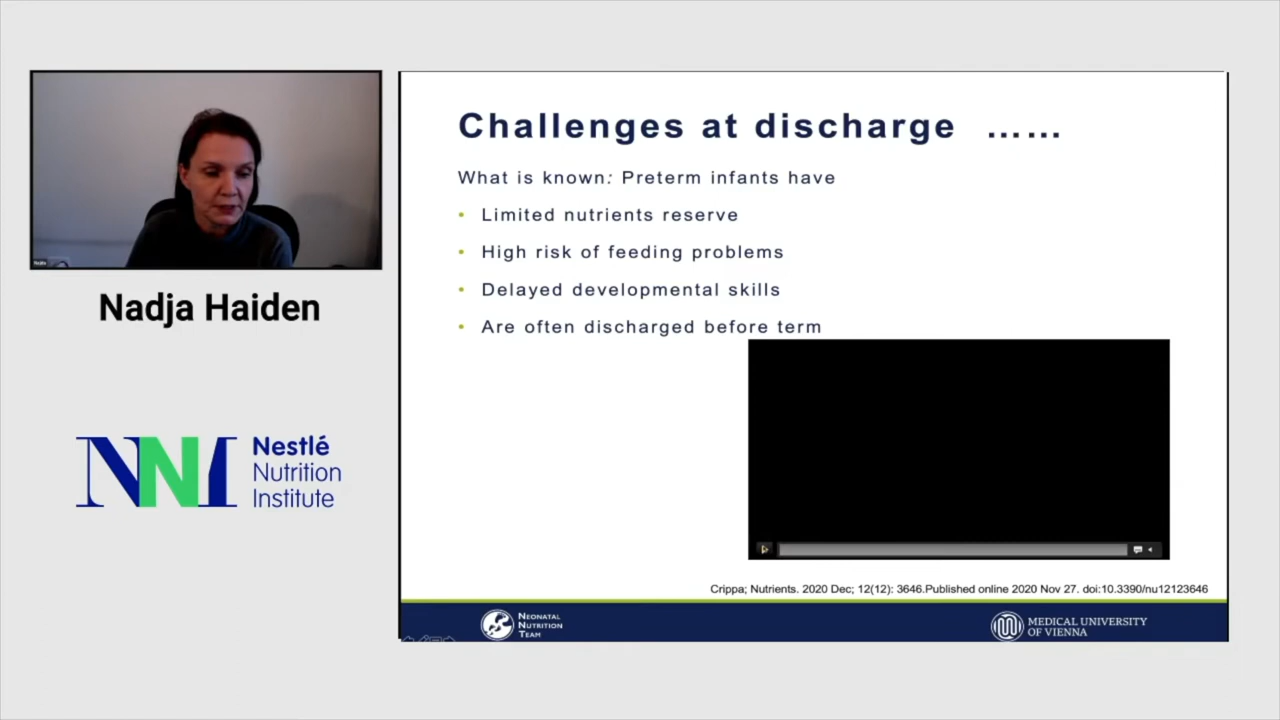 Challenges at discharge ......
What is known: Preterm infants have
• Limited nutrients reserve
• High risk of feeding problems
• Delayed developmental skills
• Are often discharged before term
Nadja Haiden
NNI
Nestlé
Nutrition
Institute
Crippa; Nutrients. 2020 Dec; 12(12): 3646.Published online 2020 Nov 27. doi:10.3390/nu12123646
NEONATAL
NUTRITION
TEAM
MEDICAL UNIVERSITY
OF VIENNA